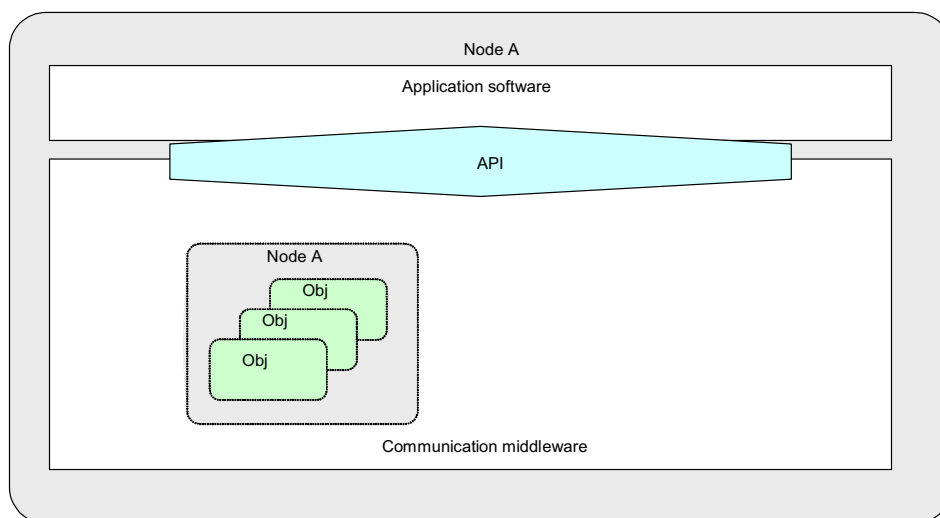 Node A
Application software
API
Node A
Obj
Obj
Obj
Communication middleware